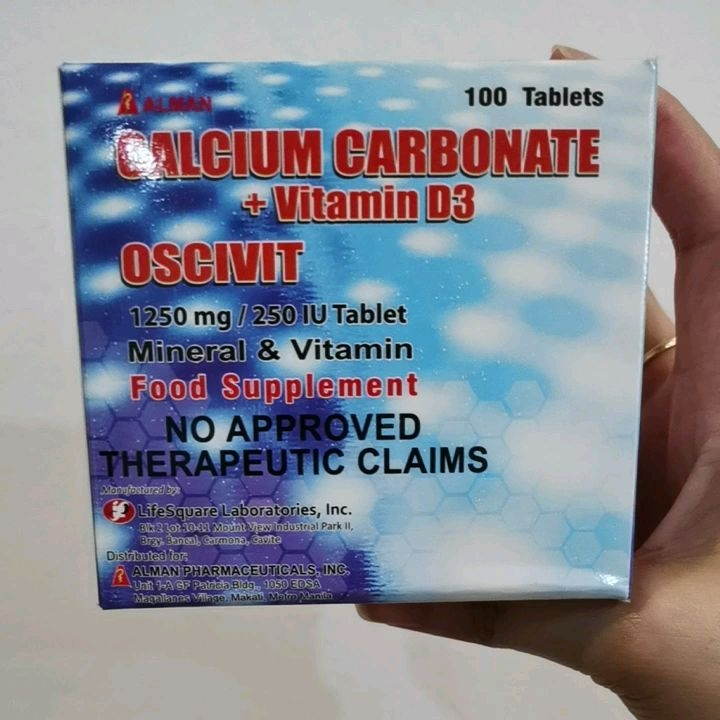 ALMAN
100 Tablets
CALCIUM CARBONATE
+ Vitamin D3
OSCIVIT
1250 mg / 250 IU Tablet
Mineral & Vitamin
Food Supplement
NO APPROVED
THERAPEUTIC CLAIMS
Manufactured by:
LifeSquare Laboratories, Inc.
Blk 2 Lot 10-11 Mount View Industrial Park II,
Brgy. Bancal, Carmona, Cavite
Distributed for:
ALMAN PHARMACEUTICALS, INC.
Unit 1-A GF Patricia Bldg., 1050 EDSA
Magallanes Village, Makati, Metro Manila